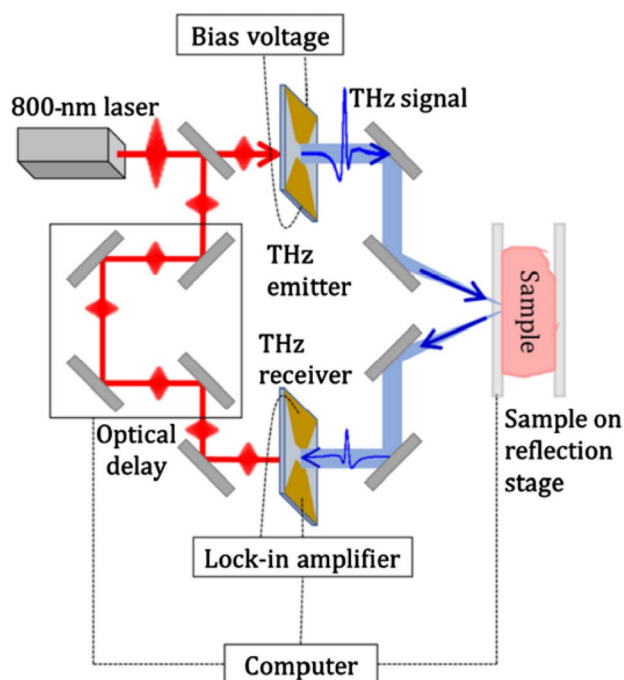 Bias voltage
800-nm laser
THz signal
THz
emitter
Sample
THz
receiver
Optical
delay
Sample on
reflection
stage
Lock-in amplifier
Computer